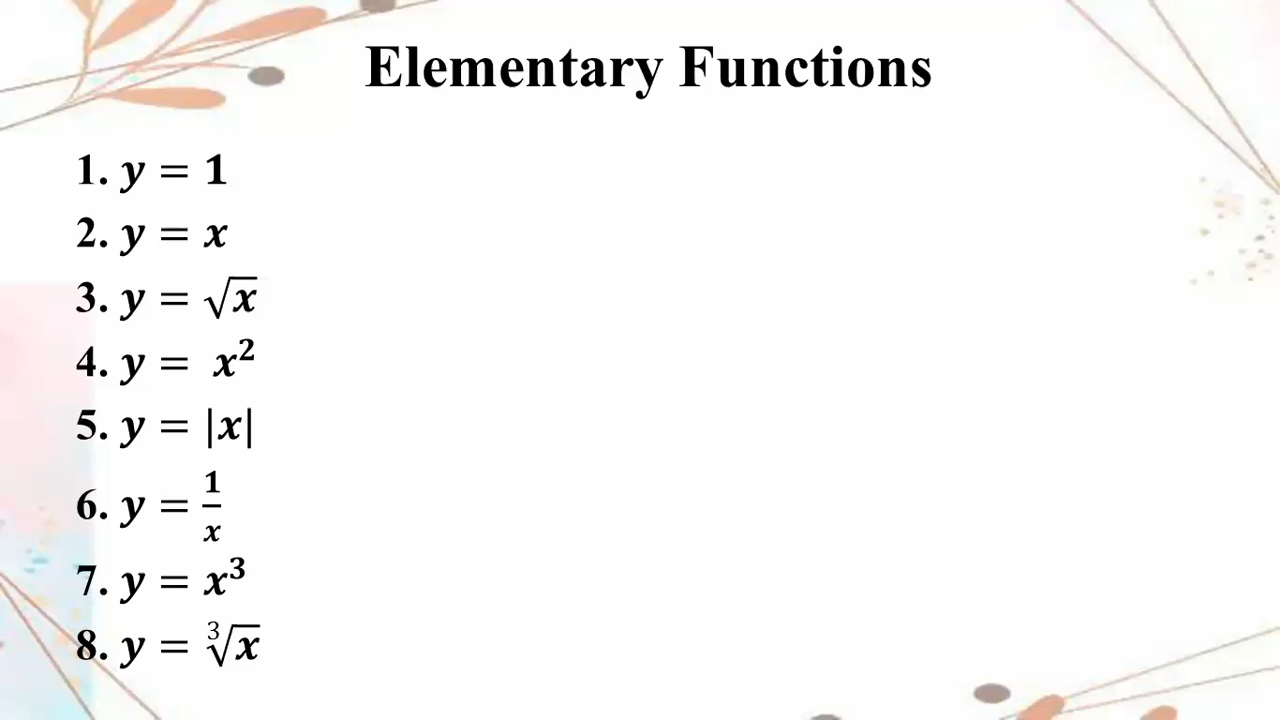 Elementary Functions
1. y = 1
2. y = x
3. y = √x
4. y = x²
5. y = |x|
6. y = 1/x
7. y = x³
8. y = ∛x